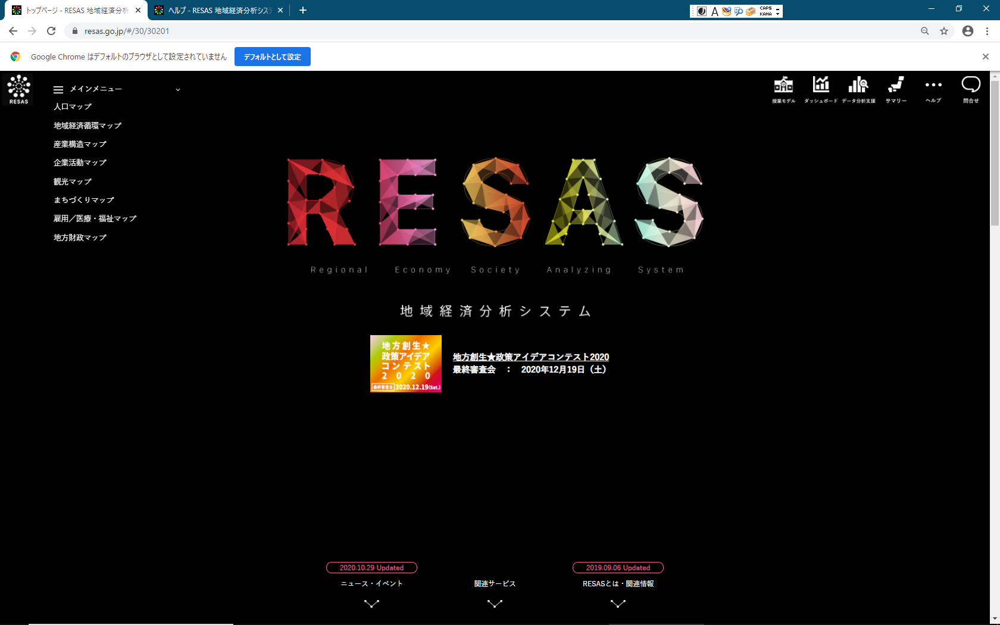 トップページ - RESAS 地域経済分析
ヘルプ - RESAS 地域経済分析システ
A
CAPS
KANA
resas.go.jp/#/30/30201
Google Chrome はデフォルトのブラウザとして設定されていません
デフォルトとして設定
RESAS
メインメニュー
授業モデル
ダッシュボード
データ分析支援
サマリー
ヘルプ
問合せ
人口マップ
地域経済循環マップ
産業構造マップ
企業活動マップ
観光マップ
まちづくりマップ
雇用／医療・福祉マップ
地方財政マップ
RESAS
Regional Economy Society Analyzing System
地域経済分析システム
地方創生★
政策アイデア
コンテスト
2020
最終審査会 2020.12.19(Sat.)
地方創生★政策アイデアコンテスト2020
最終審査会　：　2020年12月19日（土）
2020.10.29 Updated
ニュース・イベント
関連サービス
2019.09.06 Updated
RESASとは・関連情報